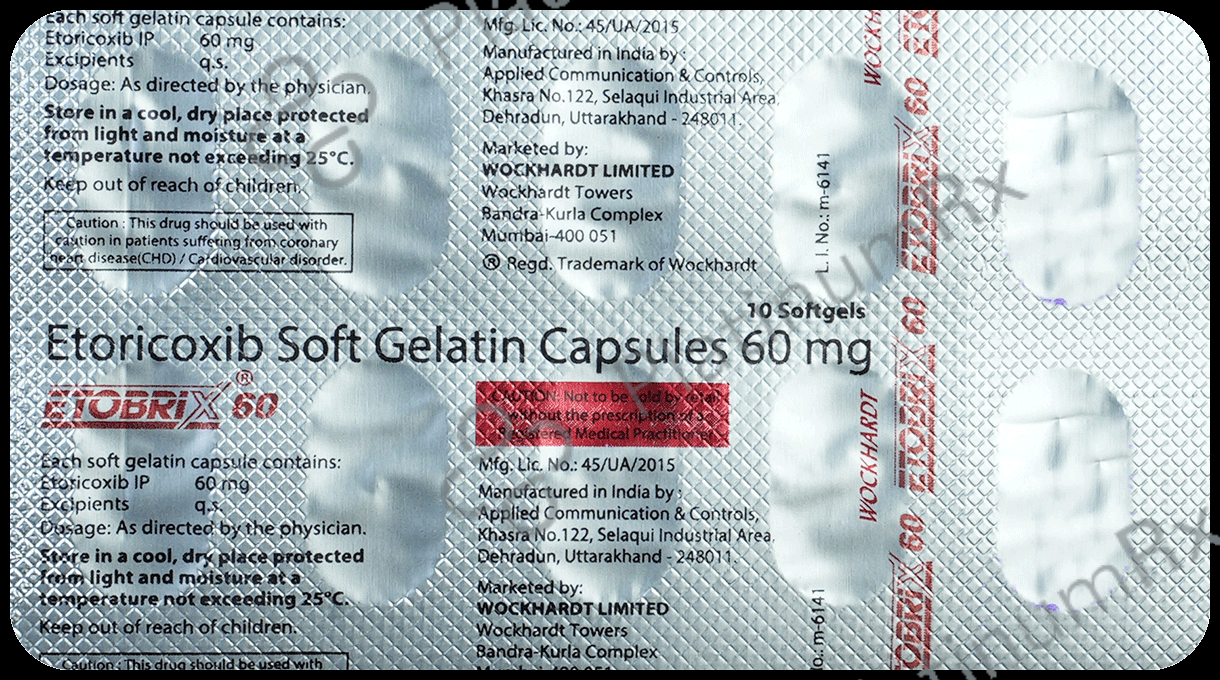 Each soft gelatin capsule contains:
Etoricoxib IP 60 mg
Excipients q.s.
Dosage: As directed by the physician.
Store in a cool, dry place protected
from light and moisture at a
temperature not exceeding 25°C.
Keep out of reach of children.
Caution : This drug should be used with
caution in patients suffering from coronary
heart disease(CHD) / Cardiovascular disorder.
Mfg. Lic. No.: 45/UA/2015
Manufactured in India by :
Applied Communication & Controls,
Khasra No.122, Selaqui Industrial Area,
Dehradun, Uttarakhand - 248011.
Marketed by:
WOCKHARDT LIMITED
Wockhardt Towers
Bandra-Kurla Complex
Mumbai-400 051
® Regd. Trademark of Wockhardt
L.I. No.: m-6141
WOCKHARDT
ETOBRIX 60
10 Softgels
Etoricoxib Soft Gelatin Capsules 60 mg
ETOBRIX® 60
CAUTION: Not to be sold by retail
without the prescription of a
Registered Medical Practitioner
Each soft gelatin capsule contains:
Etoricoxib IP 60 mg
Excipients q.s.
Dosage: As directed by the physician.
Store in a cool, dry place protected
from light and moisture at a
temperature not exceeding 25°C.
Keep out of reach of children.
Caution : This drug should be used with
Mfg. Lic. No.: 45/UA/2015
Manufactured in India by :
Applied Communication & Controls,
Khasra No.122, Selaqui Industrial Area,
Dehradun, Uttarakhand - 248011.
Marketed by:
WOCKHARDT LIMITED
Wockhardt Towers
Bandra-Kurla Complex
WOCKHARDT
ETOBRIX 60
m-6141
PlatinumRx